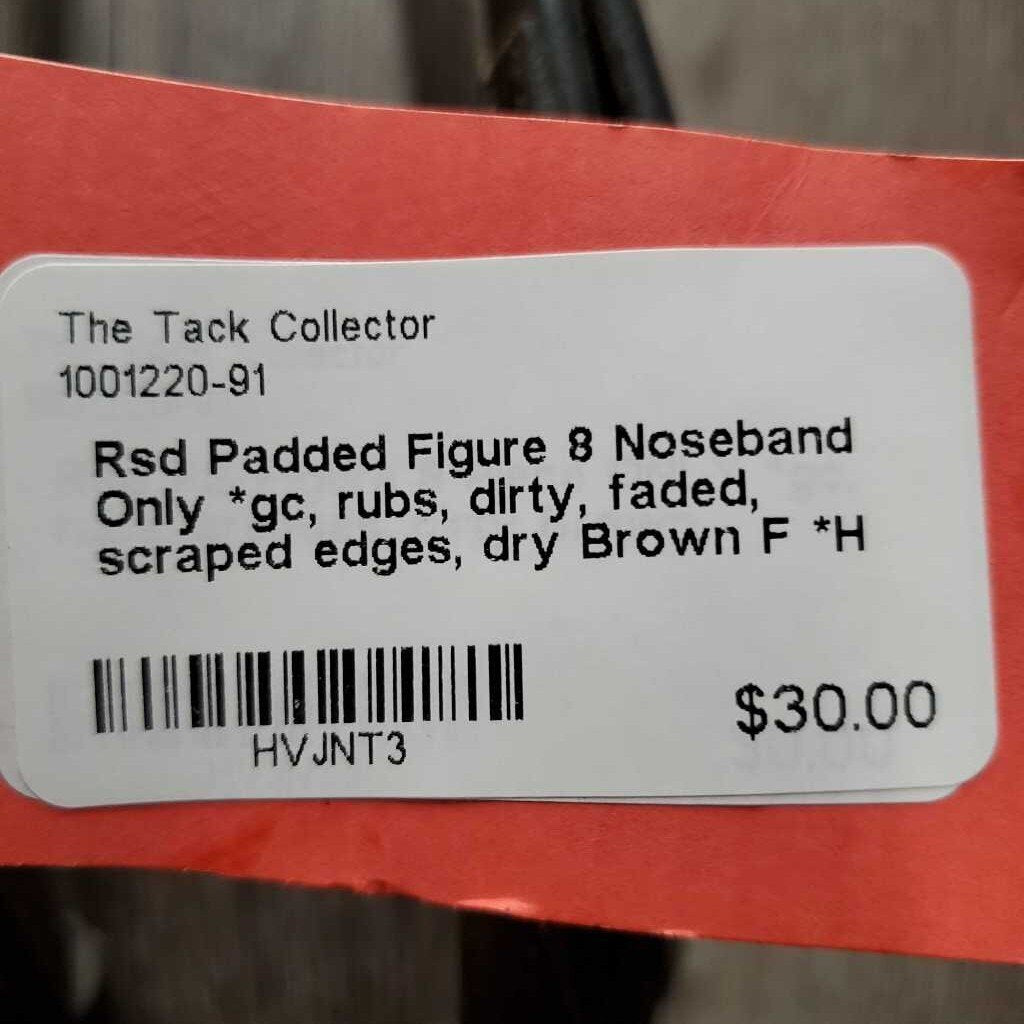 The Tack Collector
1001220-91
Rsd Padded Figure 8 Noseband
Only *gc, rubs, dirty, faded,
scraped edges, dry Brown F *H
HVJNT3
$30.00